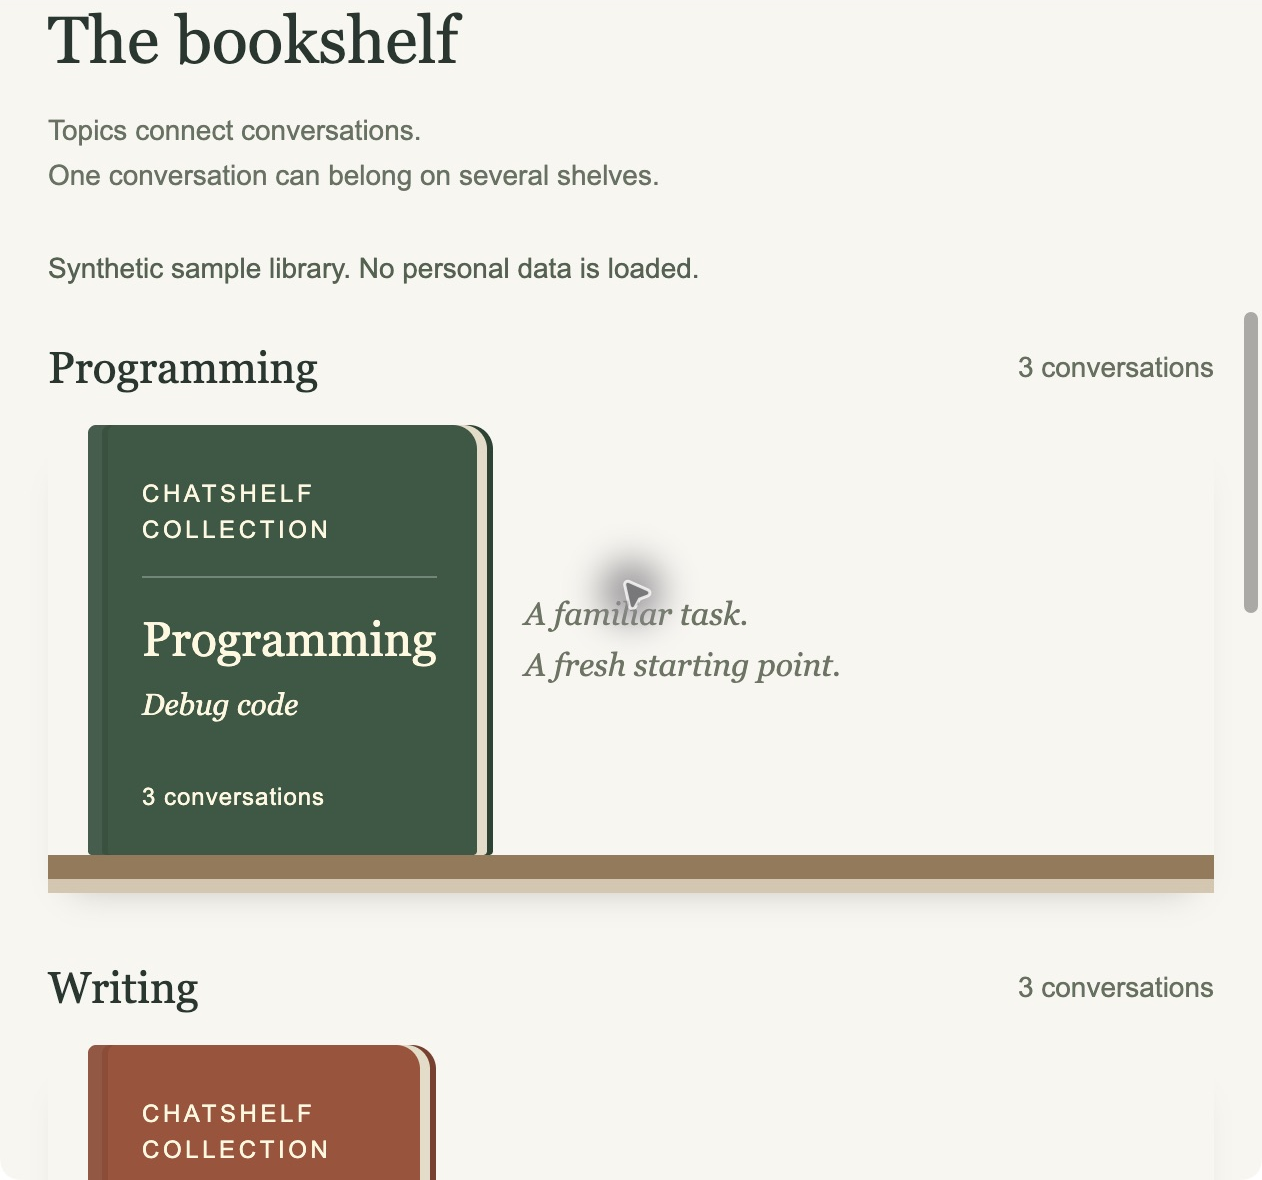 The bookshelf
Topics connect conversations.
One conversation can belong on several shelves.
Synthetic sample library. No personal data is loaded.
Programming
3 conversations
CHATSHELF
COLLECTION
Programming
Debug code
3 conversations
A familiar task.
A fresh starting point.
Writing
3 conversations
CHATSHELF
COLLECTION